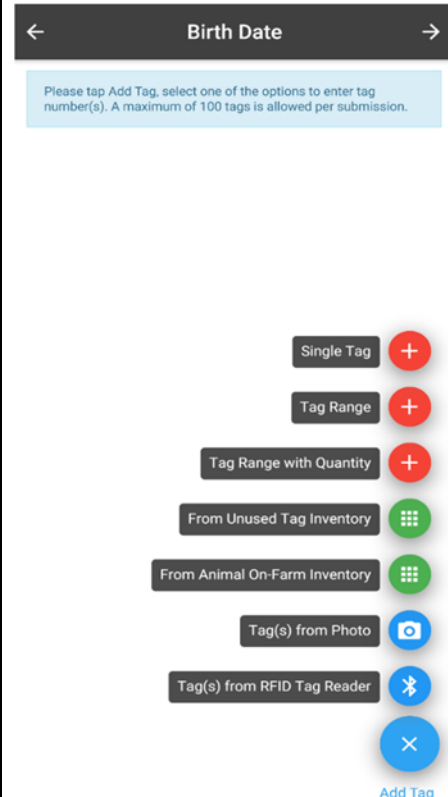 Birth Date
Please tap Add Tag, select one of the options to enter tag
number(s). A maximum of 100 tags is allowed per submission.
Single Tag
Tag Range
Tag Range with Quantity
From Unused Tag Inventory
From Animal On-Farm Inventory
Tag(s) from Photo
Tag(s) from RFID Tag Reader
Add Tag